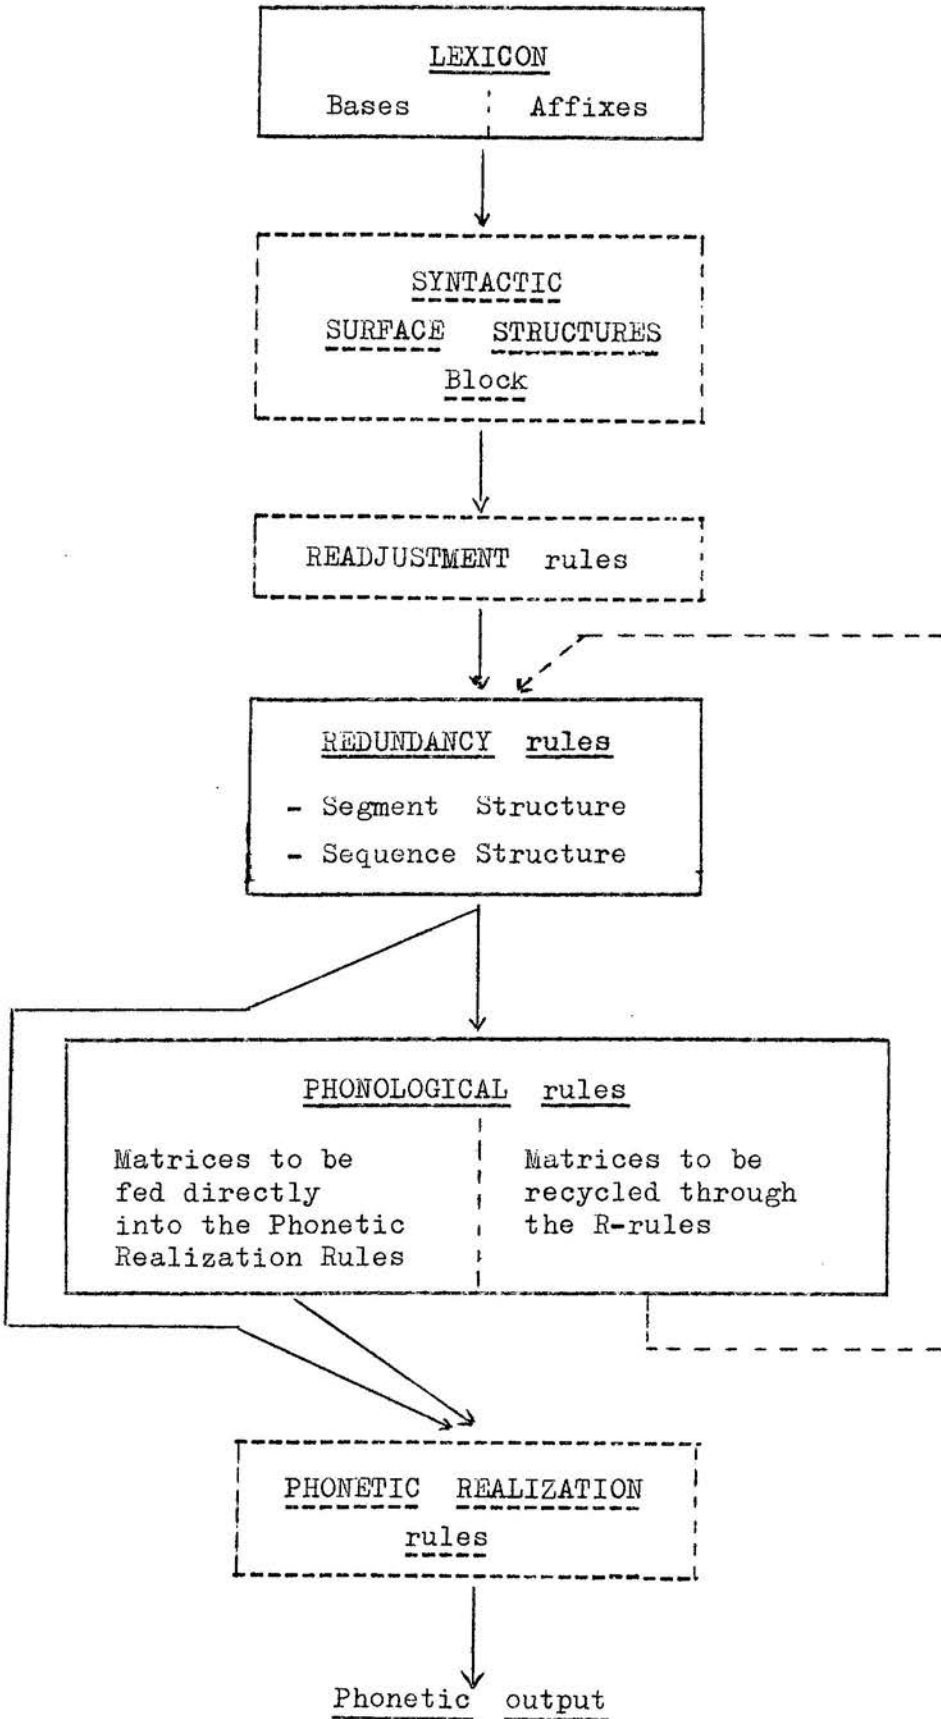 LEXICON
Bases Affixes
SYNTACTIC
SURFACE STRUCTURES
Block
READJUSTMENT rules
REDUNDANCY rules
- Segment Structure
- Sequence Structure
PHONOLOGICAL rules
Matrices to be
fed directly
into the Phonetic
Realization Rules
Matrices to be
recycled through
the R-rules
PHONETIC REALIZATION
rules
Phonetic output